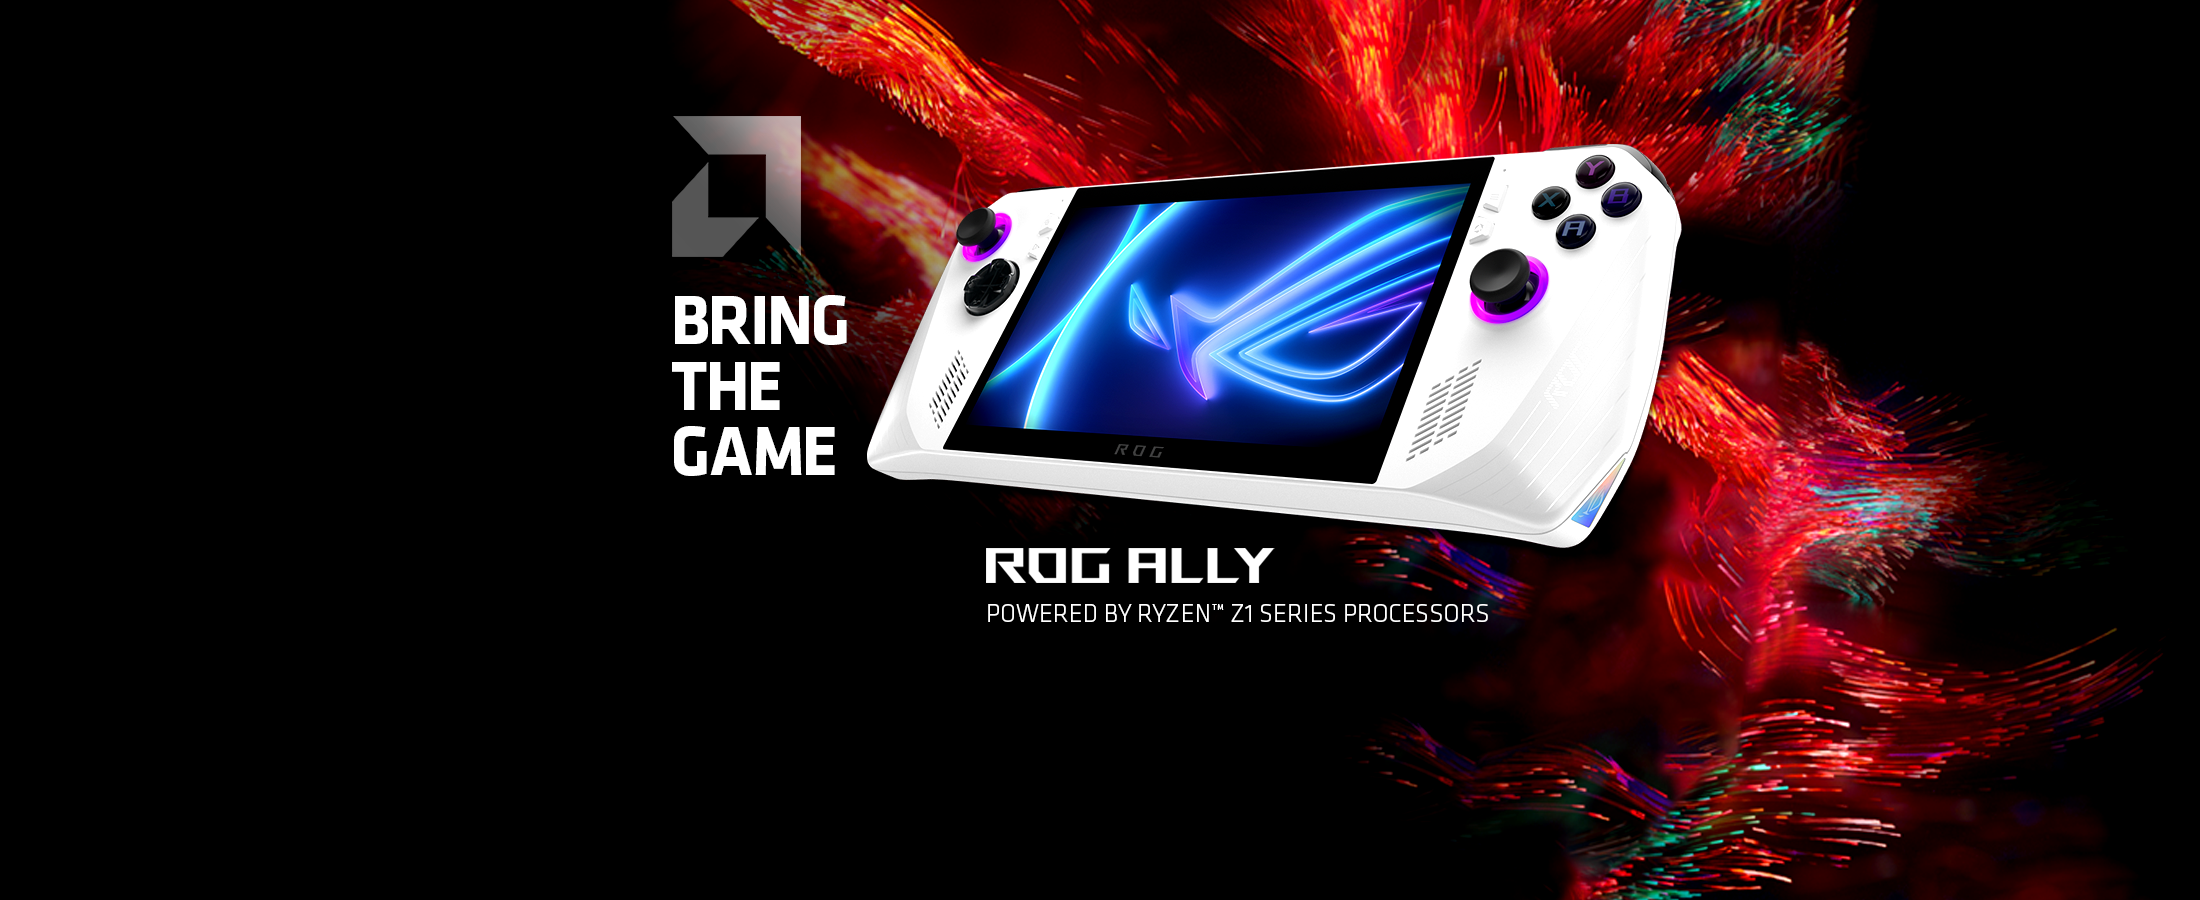 BRING
THE
GAME
Y
X
B
A
ROG
ROG ALLY
POWERED BY RYZEN™ Z1 SERIES PROCESSORS